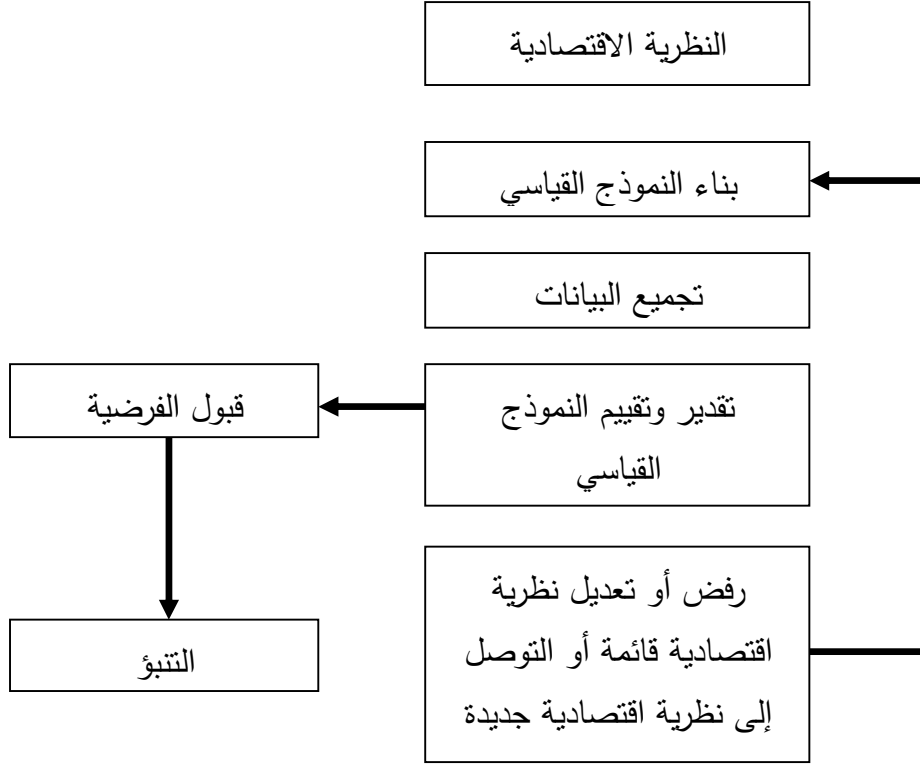 النظرية الاقتصادية
بناء النموذج القياسي
تجميع البيانات
تقدير وتقييم النموذج
القياسي
قبول الفرضية
رفض أو تعديل نظرية
اقتصادية قائمة أو التوصل
إلى نظرية اقتصادية جديدة
التنبؤ